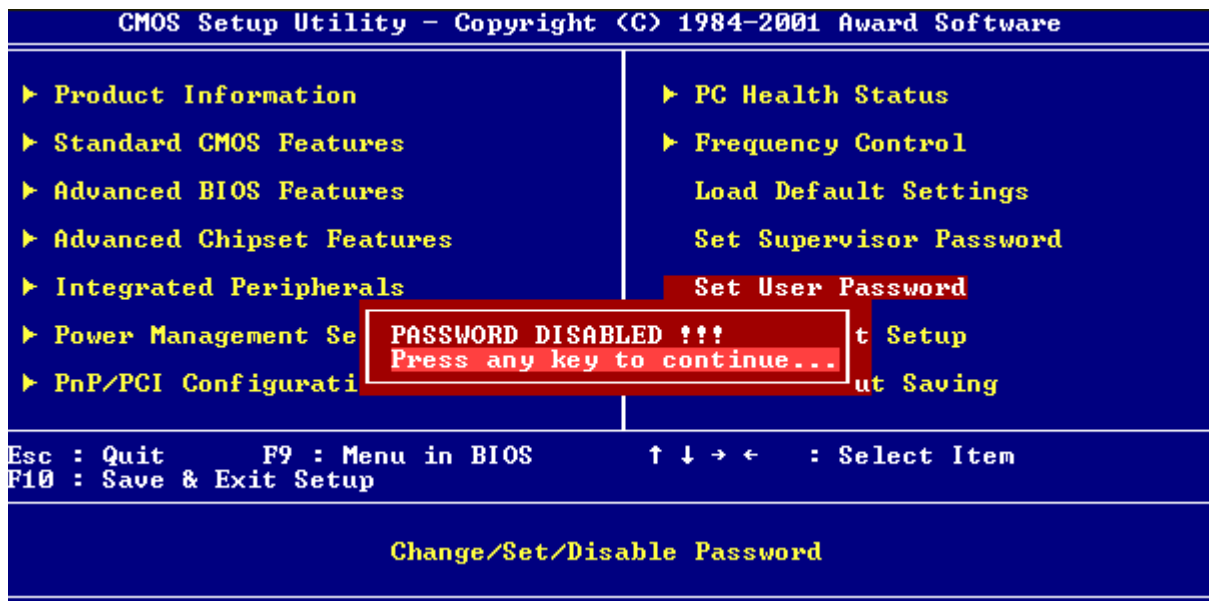 CMOS Setup Utility - Copyright (C) 1984-2001 Award Software
▶ Product Information
▶ Standard CMOS Features
▶ Advanced BIOS Features
▶ Advanced Chipset Features
▶ Integrated Peripherals
▶ Power Management Se
▶ PnP/PCI Configurati
▶ PC Health Status
▶ Frequency Control
Load Default Settings
Set Supervisor Password
Set User Password
t Setup
ut Saving
PASSWORD DISABLED !!!
Press any key to continue...
Esc : Quit F9 : Menu in BIOS ↑ ↓ → ← : Select Item
F10 : Save & Exit Setup
Change/Set/Disable Password